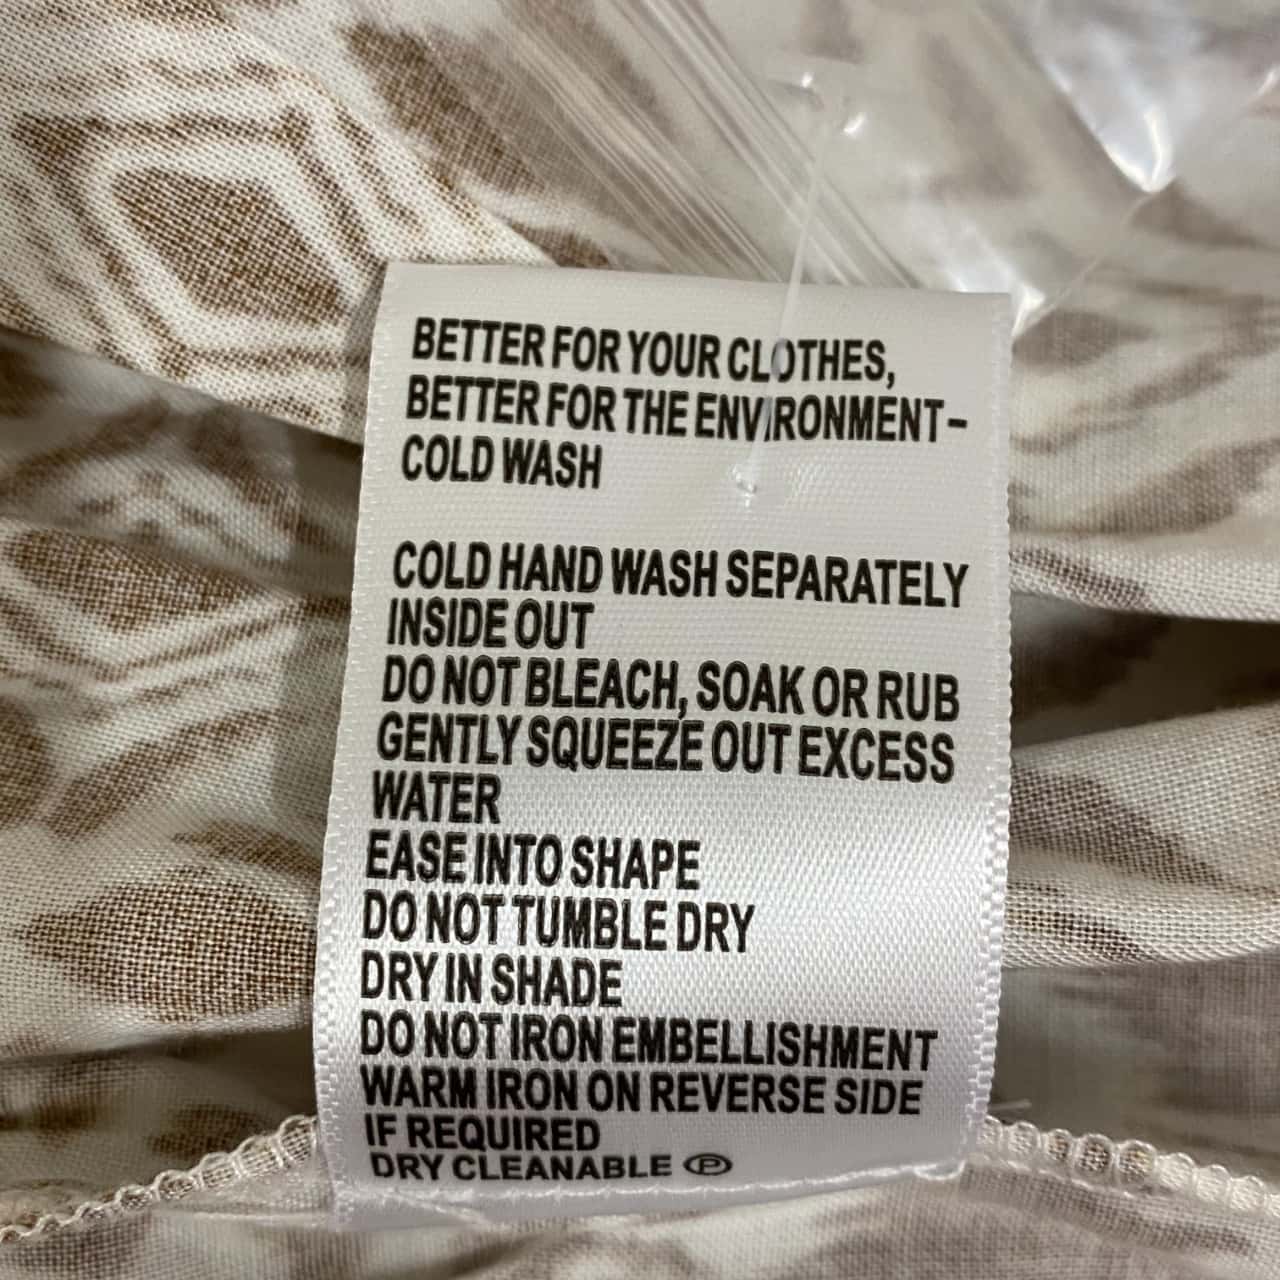 BETTER FOR YOUR CLOTHES,
BETTER FOR THE ENVIRONMENT–
COLD WASH
COLD HAND WASH SEPARATELY
INSIDE OUT
DO NOT BLEACH, SOAK OR RUB
GENTLY SQUEEZE OUT EXCESS
WATER
EASE INTO SHAPE
DO NOT TUMBLE DRY
DRY IN SHADE
DO NOT IRON EMBELLISHMENT
WARM IRON ON REVERSE SIDE
IF REQUIRED
DRY CLEANABLE Ⓟ